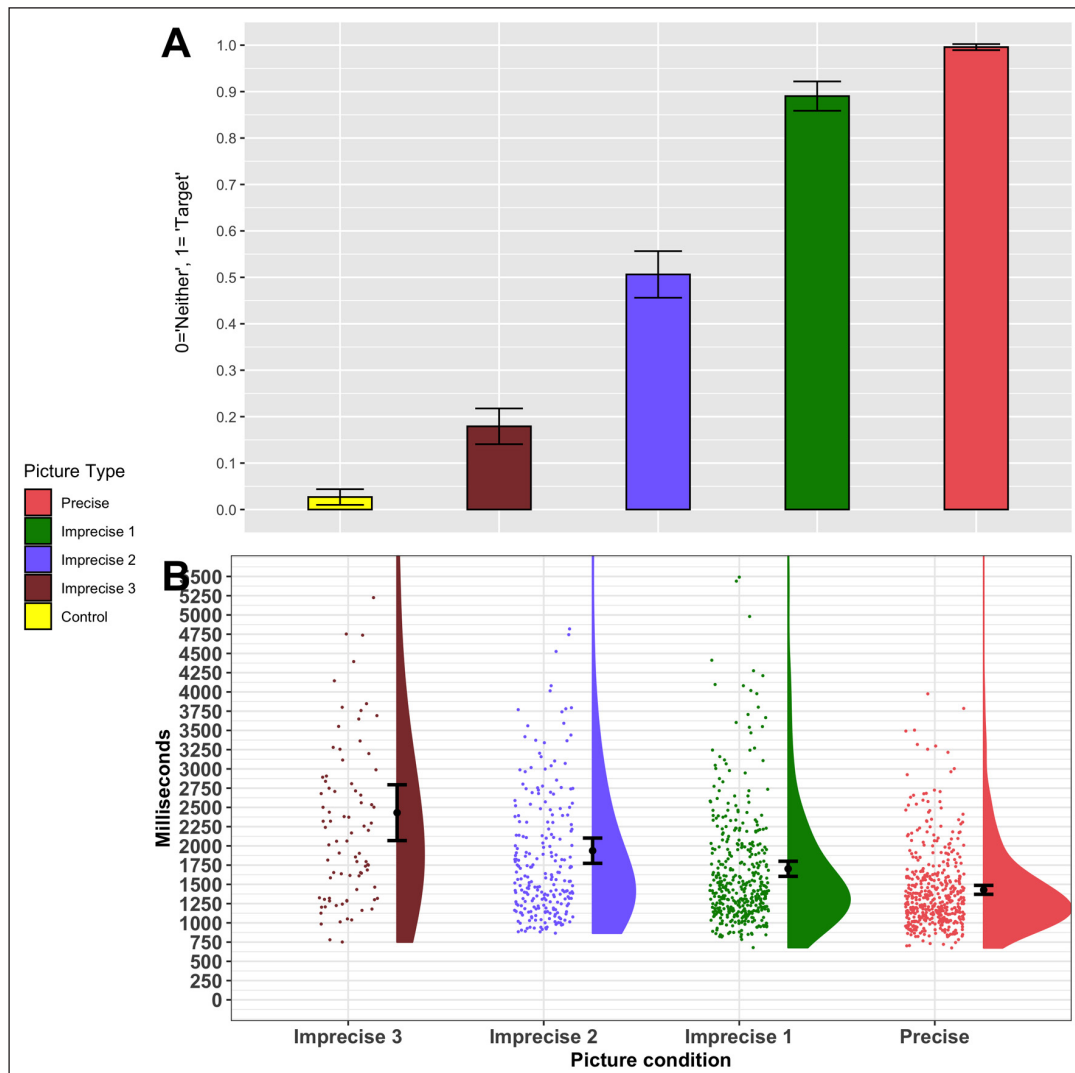 A
1.0
0.9
0.8
0.7
0.6
0.5
0.4
0.3
0.2
0.1
0.0
0='Neither', 1= 'Target'
Picture Type
Precise
Imprecise 1
Imprecise 2
Imprecise 3
Control
B
5500
5250
5000
4750
4500
4250
4000
3750
3500
3250
3000
2750
2500
2250
2000
1750
1500
1250
1000
750
500
250
0
Milliseconds
Imprecise 3 Imprecise 2 Imprecise 1 Precise
Picture condition